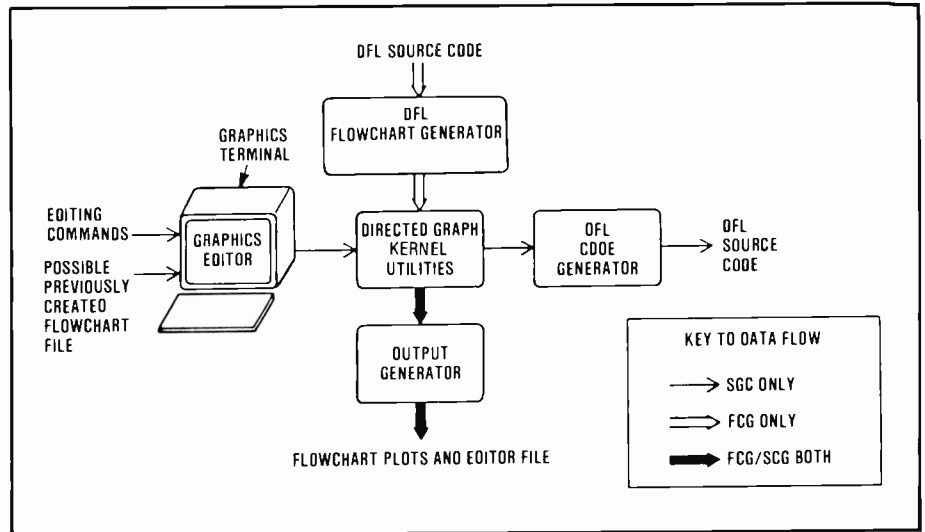 DFL SOURCE CODE
DFL
FLOWCHART GENERATOR
GRAPHICS
TERMINAL
EDITING
COMMANDS
GRAPHICS
EDITOR
POSSIBLE
PREVIOUSLY
CREATED
FLOWCHART
FILE
DIRECTED GRAPH
KERNEL
UTILITIES
DFL
CODE
GENERATOR
DFL
SOURCE
CODE
OUTPUT
GENERATOR
FLOWCHART PLOTS AND EDITOR FILE
KEY TO DATA FLOW
SGC ONLY
FCG ONLY
FCG/SCG BOTH